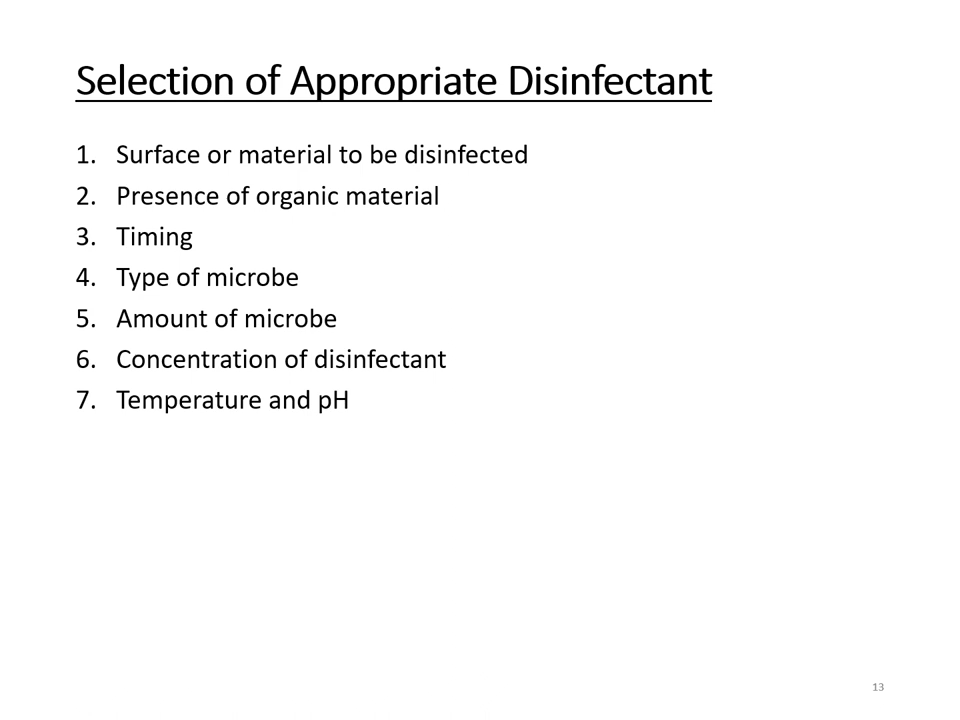 Selection of Appropriate Disinfectant
1. Surface or material to be disinfected
2. Presence of organic material
3. Timing
4. Type of microbe
5. Amount of microbe
6. Concentration of disinfectant
7. Temperature and pH
13